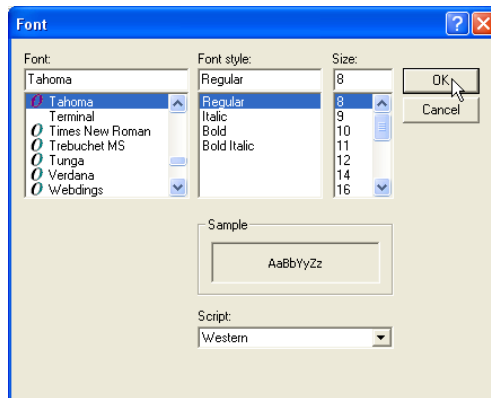 Font
Font:
Font style:
Size:
Tahoma
Regular
8
OK
Tahoma
Terminal
Times New Roman
Trebuchet MS
Tunga
Verdana
Webdings
Regular
Italic
Bold
Bold Italic
8
9
10
11
12
14
16
Cancel
Sample
AaBbYyZz
Script:
Western